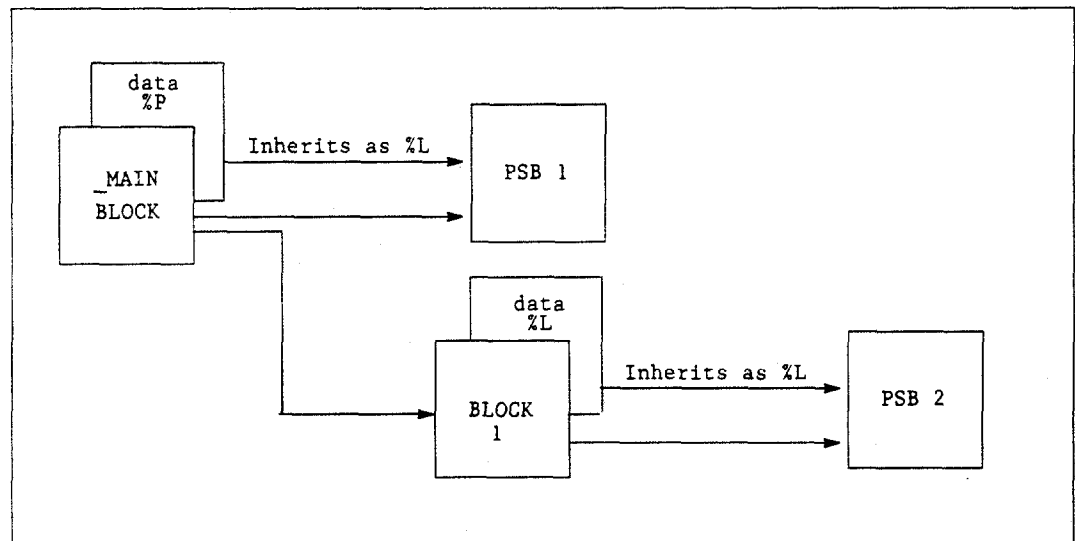 data
%P
Inherits as %L
_MAIN
BLOCK
PSB 1
data
%L
Inherits as %L
BLOCK
1
PSB 2